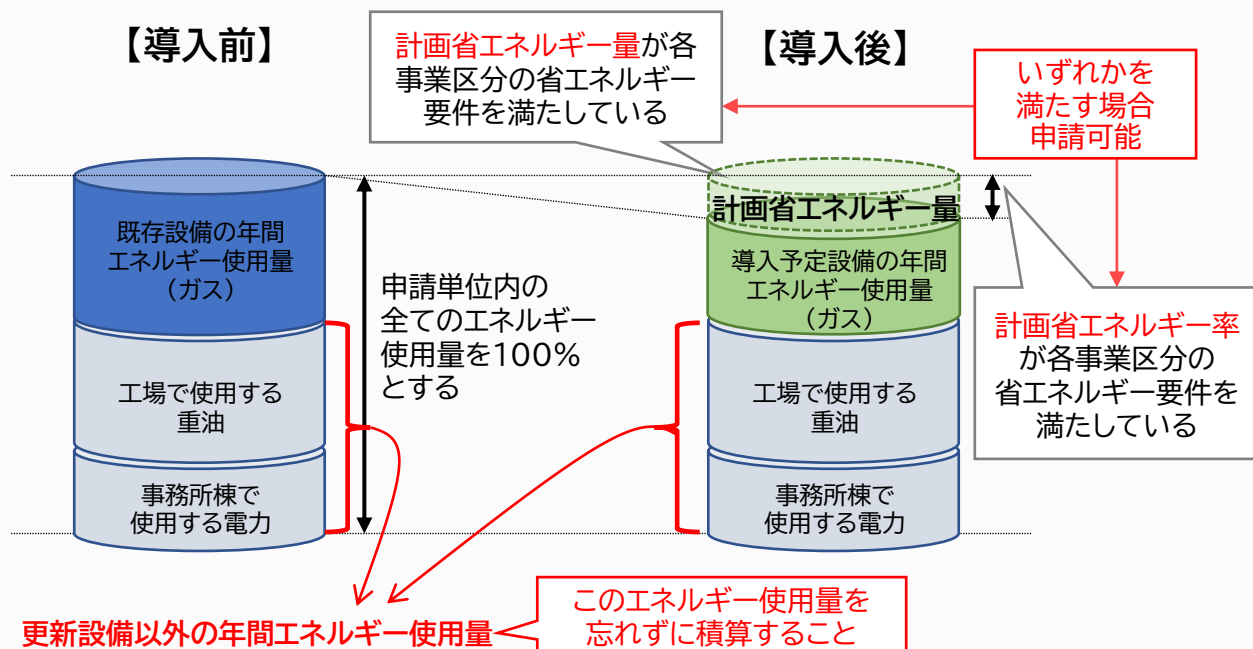 【導入前】
計画省エネルギー量が各
事業区分の省エネルギー
要件を満たしている
【導入後】
いずれかを
満たす場合
申請可能
既存設備の年間
エネルギー使用量
（ガス）
工場で使用する
重油
事務所棟で
使用する電力
申請単位内の
全てのエネルギー
使用量を100%
とする
計画省エネルギー量
導入予定設備の年間
エネルギー使用量
（ガス）
工場で使用する
重油
事務所棟で
使用する電力
計画省エネルギー率
が各事業区分の
省エネルギー要件を
満たしている
更新設備以外の年間エネルギー使用量
このエネルギー使用量を
忘れずに積算すること